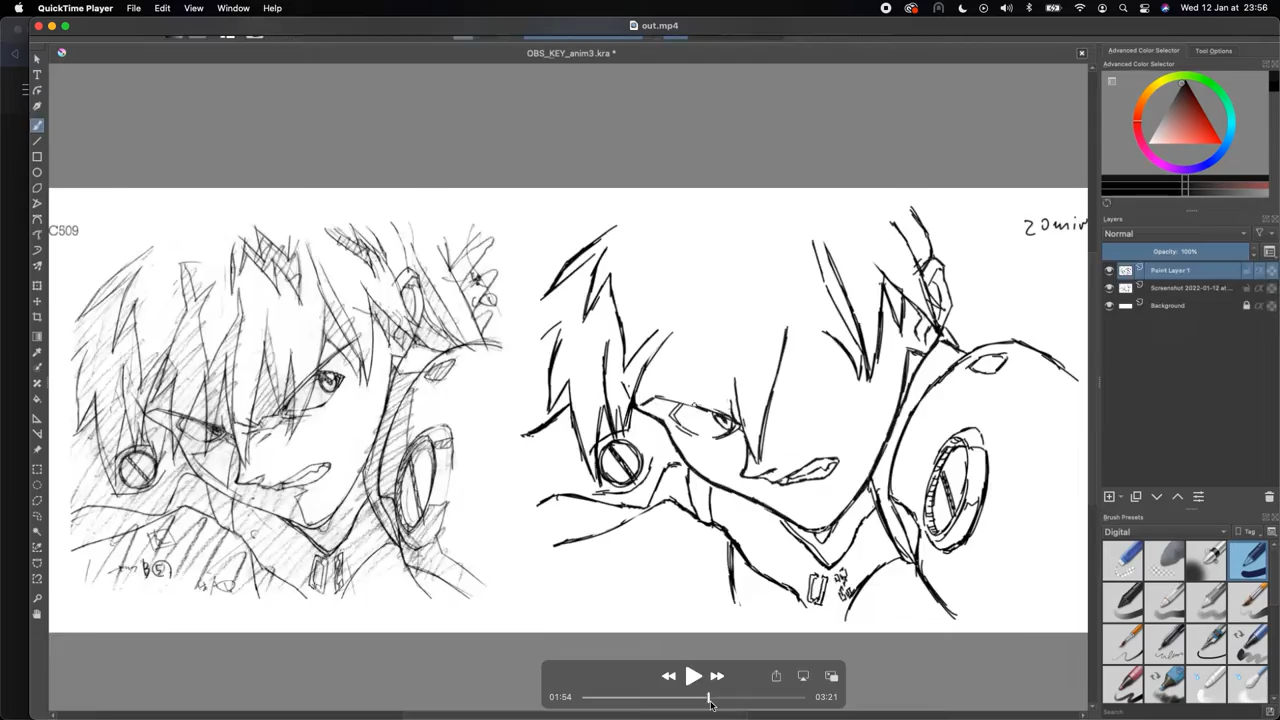 QuickTime Player File Edit View Window Help
Wed 12 Jan at 23:56
out.mp4
OBS_KEY_anim3.kra *
Advanced Color Selector
Tool Options
Advanced Color Selector
C509
20min
Layers
Normal
Opacity: 100%
Paint Layer 1
Screenshot 2022-01-12 at...
Background
Brush Presets
Digital
Tag
Search
01:54
03:21